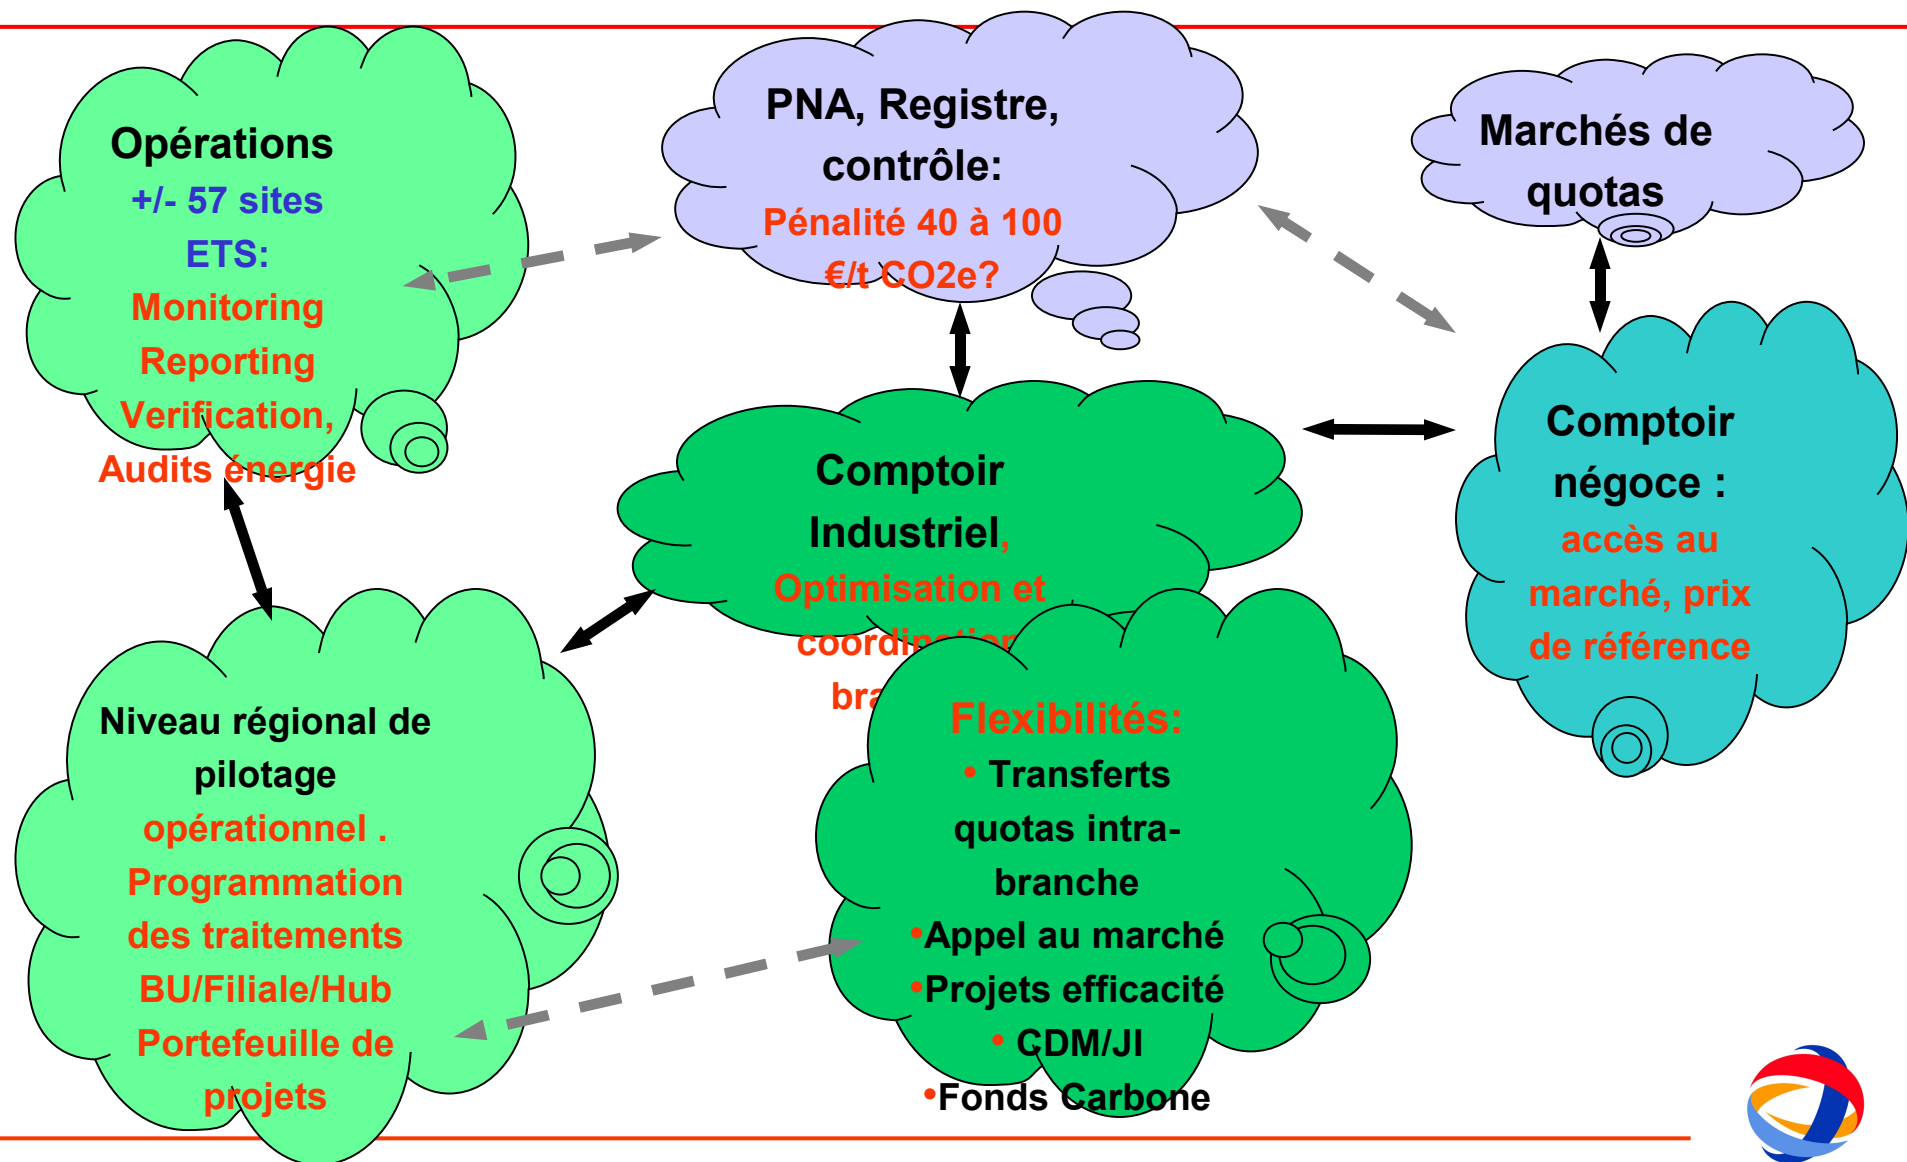 Opérations
+/- 57 sites
ETS:
Monitoring
Reporting
Verification,
Audits énergie
PNA, Registre,
contrôle:
Pénalité 40 à 100
€/t CO2e?
Marchés de
quotas
Comptoir
Industriel,
Optimisation et
Comptoir
négoce :
accès au
marché, prix
de référence
Niveau régional de
pilotage
opérationnel .
Programmation
des traitements
BU/Filiale/Hub
Portefeuille de
projets
Flexibilités:
• Transferts
quotas intra-
branche
•Appel au marché
•Projets efficacité
• CDM/JI
•Fonds Carbone